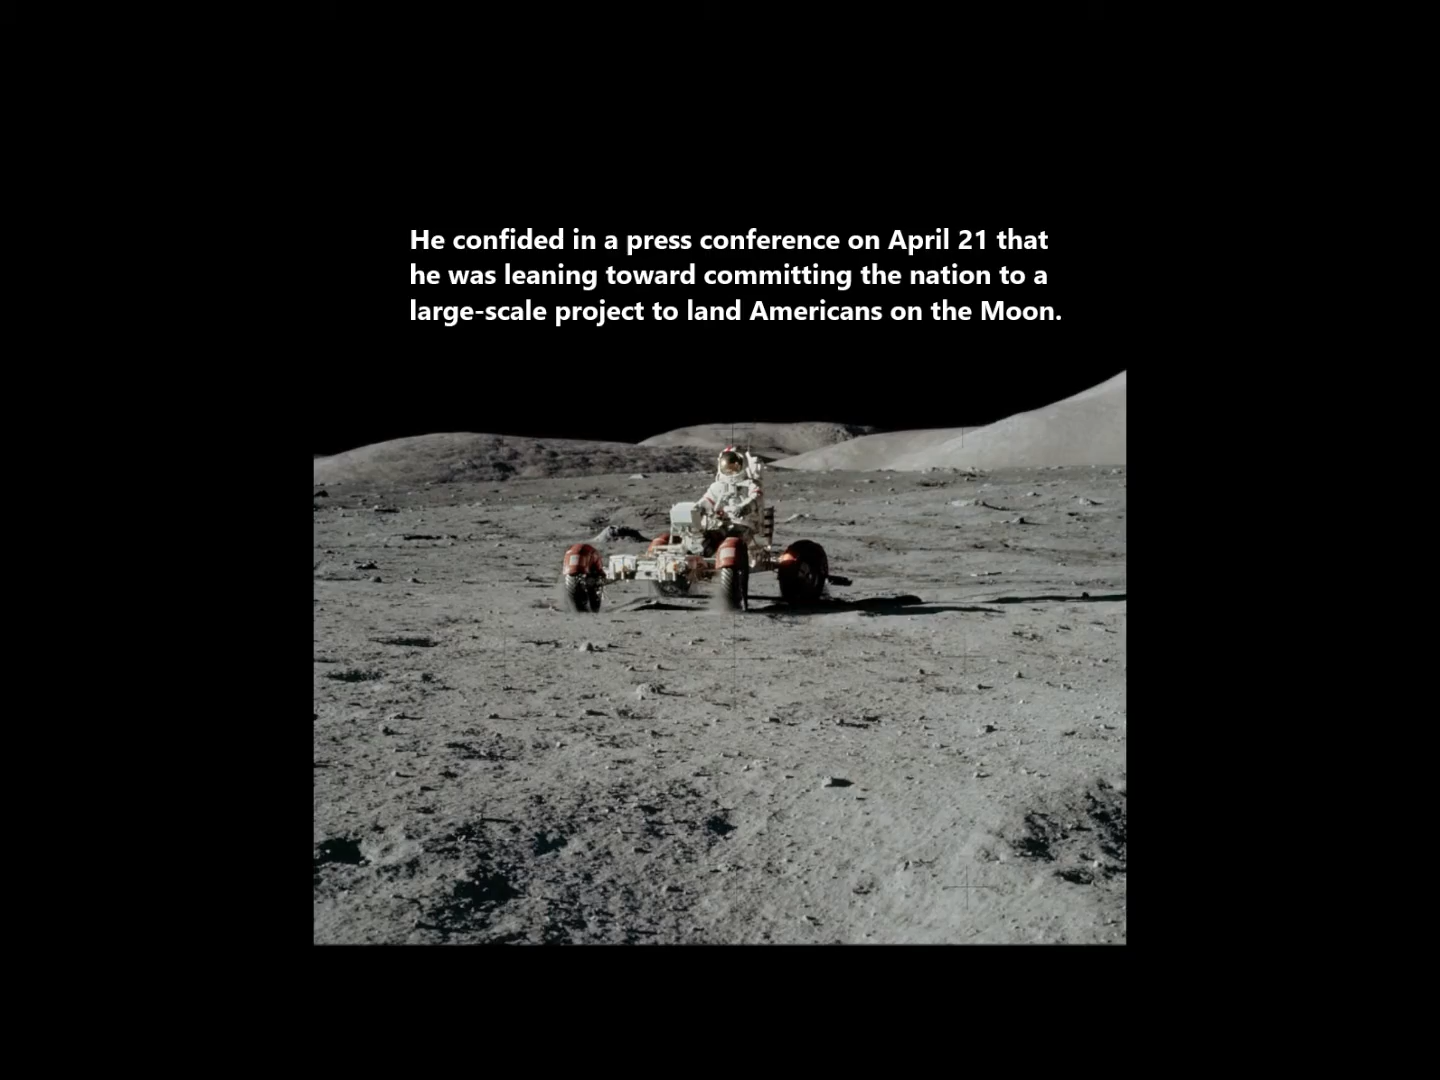 He confided in a press conference on April 21 that
he was leaning toward committing the nation to a
large-scale project to land Americans on the Moon.